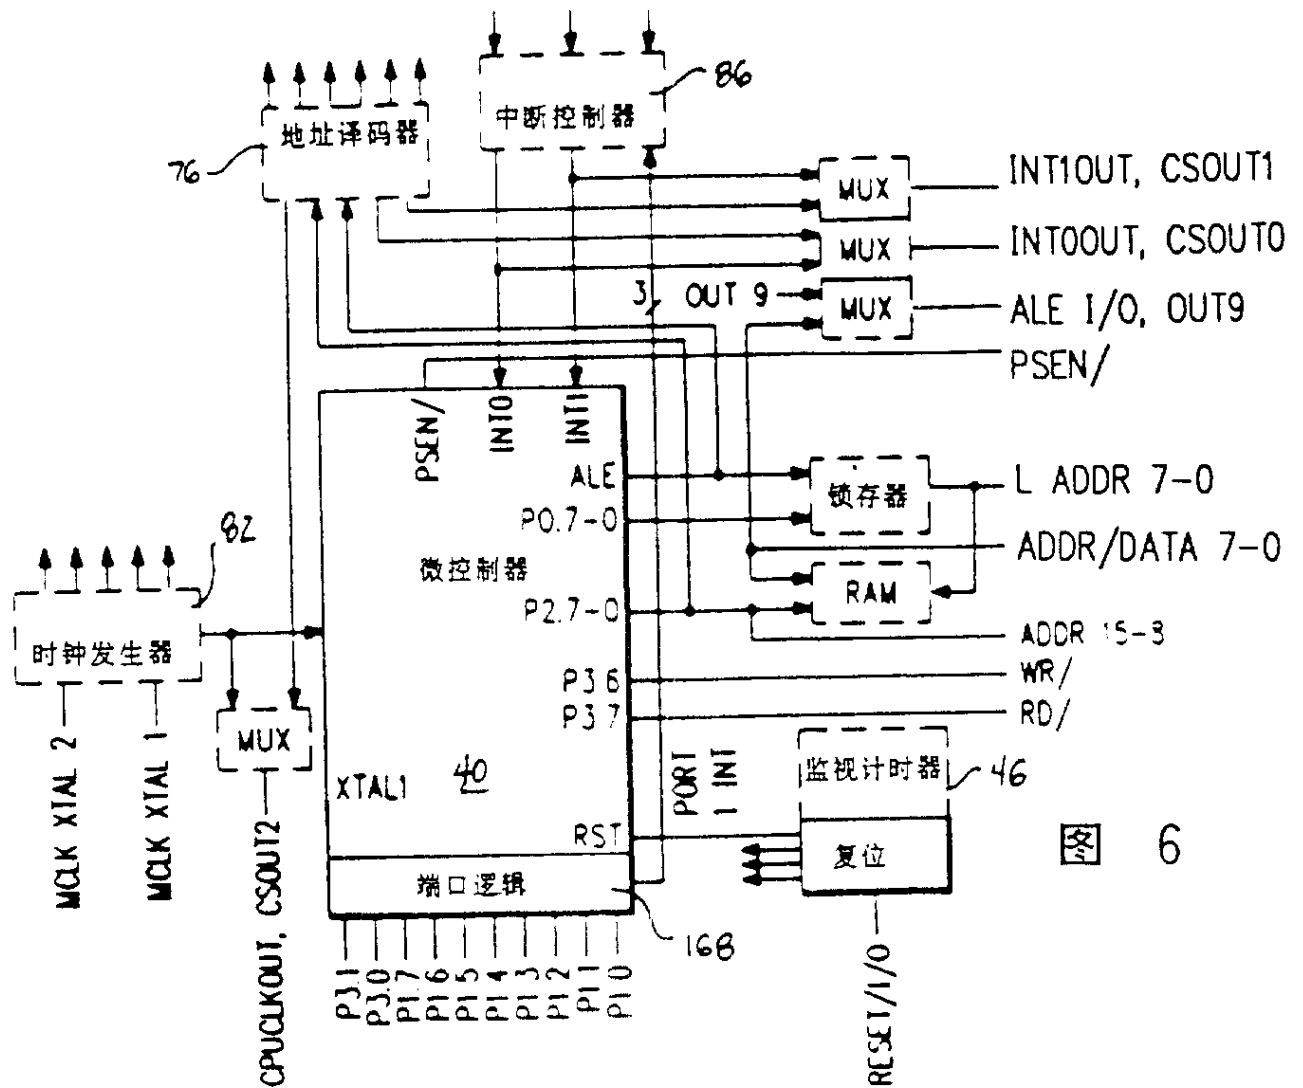 86
中断控制器
地址译码器
76
MUX
INT1OUT, CSOUT1
MUX
INT0OUT, CSOUT0
3
OUT 9
MUX
ALE I/O, OUT9
PSEN/
PSEN/
INT0
INT1
ALE
锁存器
L ADDR 7-0
P0.7-0
82
ADDR/DATA 7-0
微控制器
RAM
P2.7-0
ADDR 15-8
时钟发生器
P3 6
WR/
P3 7
RD/
MUX
MCLK XTAL 2
MCLK XTAL 1
CPUCLKOUT, CSOUT2
XTAL1
40
PORT
1 INT
监视计时器
46
RST
复位
图 6
端口逻辑
168
P3.1
P3.0
P1.7
P1 6
P1.5
P1 4
P1.3
P1 2
P1 1
P1 0
RESET/I/O